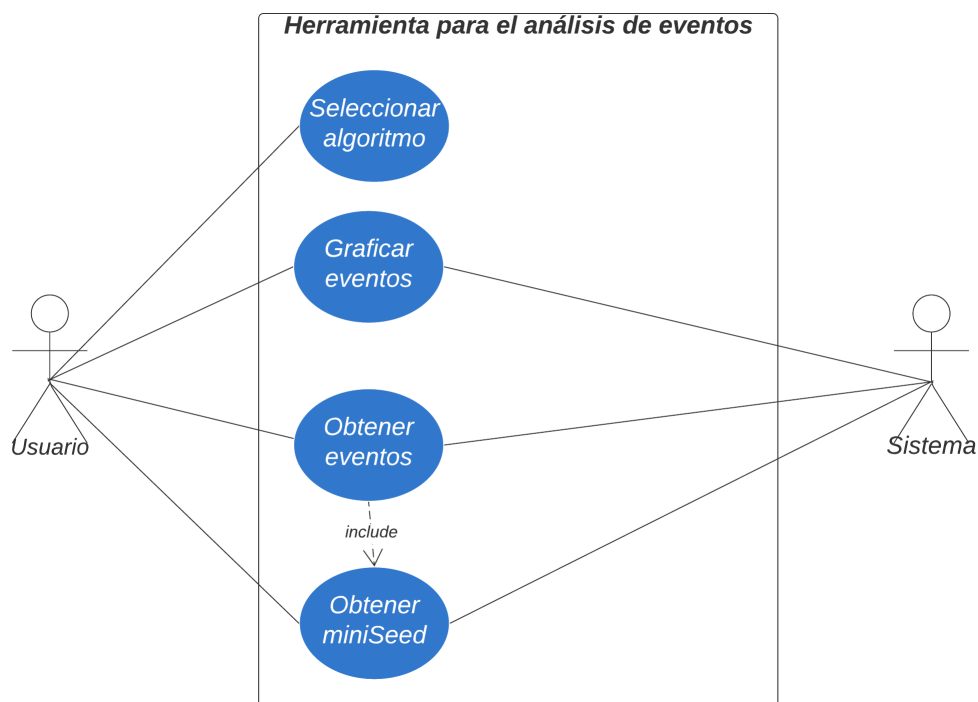 Herramienta para el análisis de eventos
Seleccionar
algoritmo
Graficar
eventos
Usuario
Obtener
eventos
Sistema
include
Obtener
miniSeed